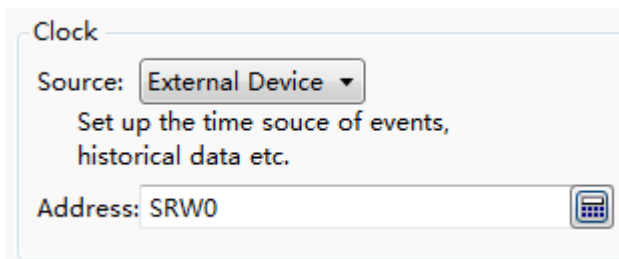 Clock
Source: External Device
Set up the time souce of events,
historical data etc.
Address: SRW0